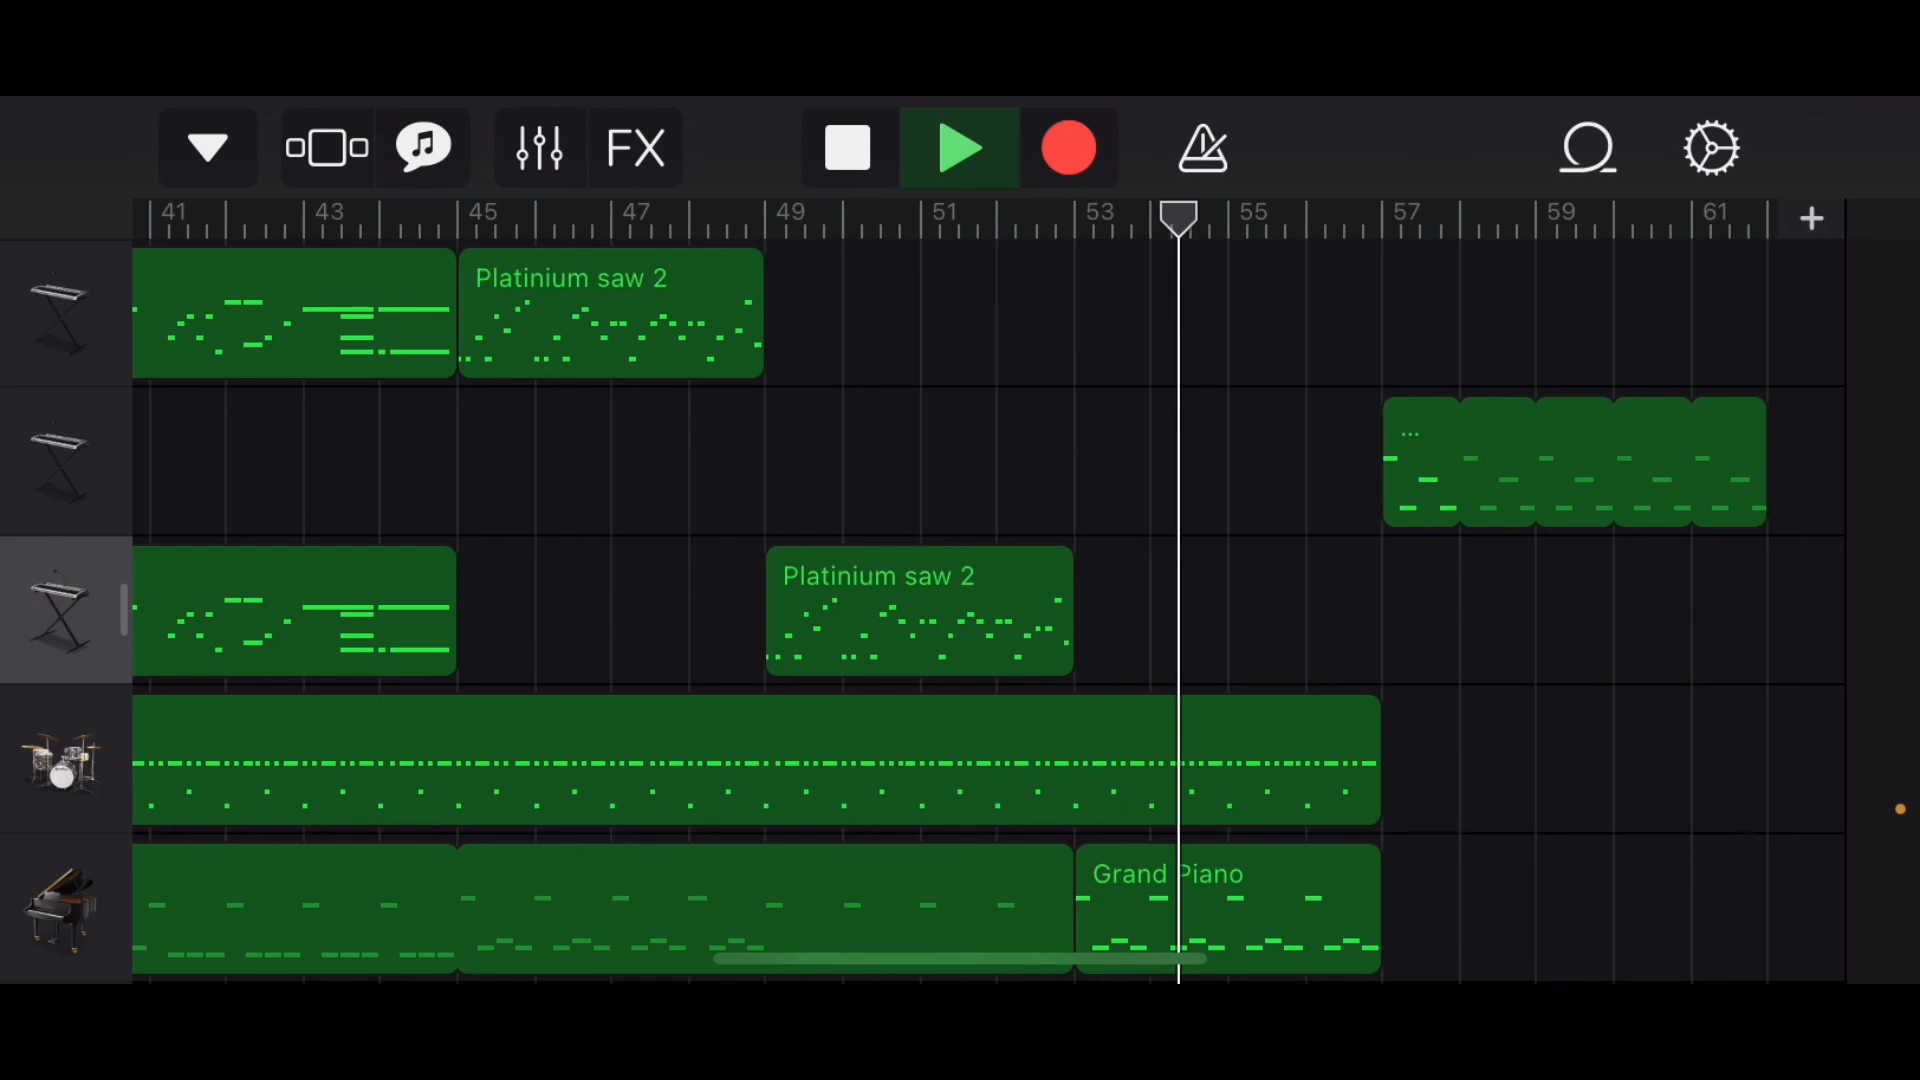 FX
41 43 45 47 49 51 53 55 57 59 61
Platinium saw 2
...
Platinium saw 2
Grand Piano